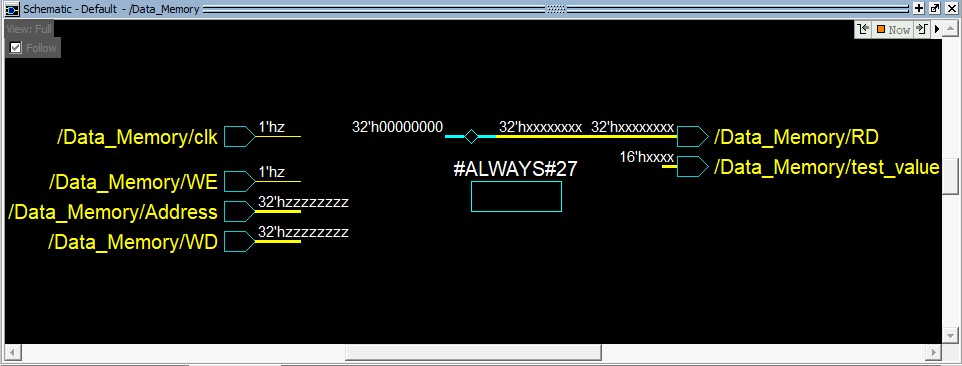 Schematic - Default - /Data_Memory
View: Full
Follow
Now
/Data_Memory/clk
1'hz
32'h00000000
32'hxxxxxxxx
32'hxxxxxxxx
/Data_Memory/RD
16'hxxxx
/Data_Memory/test_value
#ALWAYS#27
/Data_Memory/WE
1'hz
/Data_Memory/Address
32'hzzzzzzzz
/Data_Memory/WD
32'hzzzzzzzz